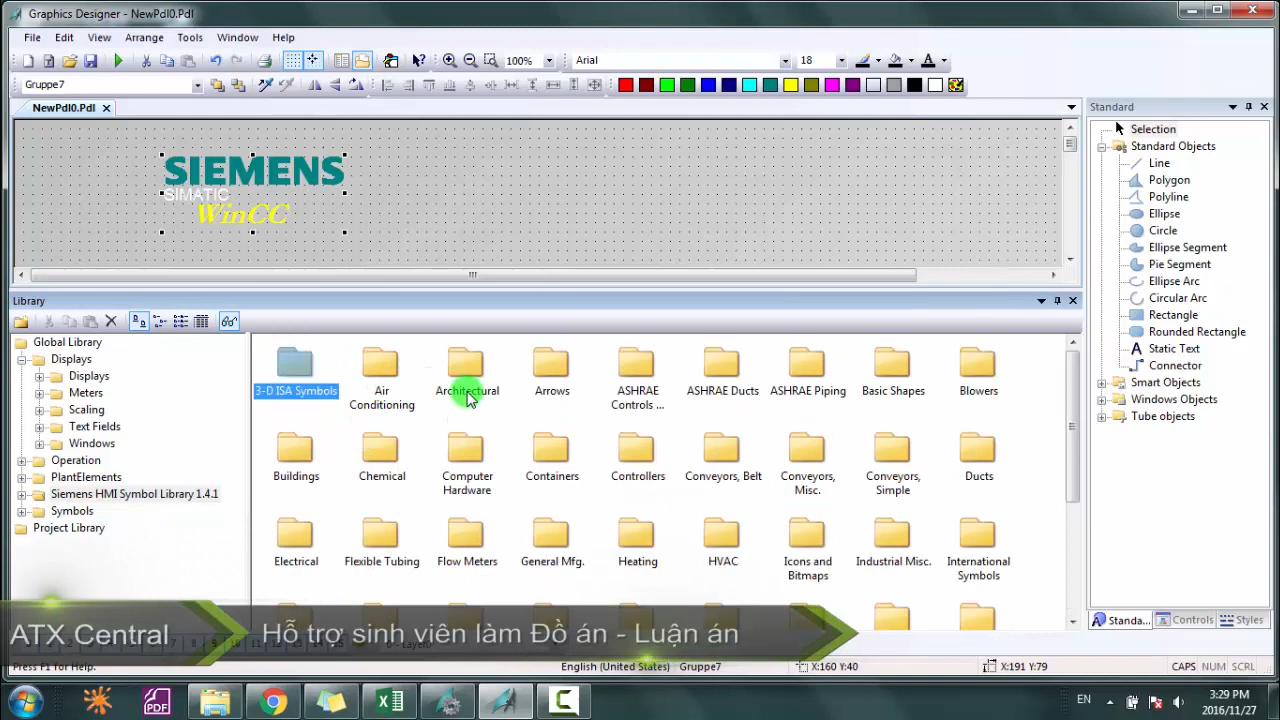 Graphics Designer - NewPdl0.Pdl
File Edit View Arrange Tools Window Help
100% Arial 18
Gruppe7
NewPdl0.Pdl
SIEMENS
SIMATIC
WinCC
Standard
Selection
Standard Objects
Line
Polygon
Polyline
Ellipse
Circle
Ellipse Segment
Pie Segment
Ellipse Arc
Circular Arc
Rectangle
Rounded Rectangle
Static Text
Connector
Smart Objects
Windows Objects
Tube objects
Standa... Controls Styles
Library
Global Library
Displays
Displays
Meters
Scaling
Text Fields
Windows
Operation
PlantElements
Siemens HMI Symbol Library 1.4.1
Symbols
Project Library
3-D ISA Symbols
Air Conditioning
Architectural
Arrows
ASHRAE Controls ...
ASHRAE Ducts
ASHRAE Piping
Basic Shapes
Blowers
Buildings
Chemical
Computer Hardware
Containers
Controllers
Conveyors, Belt
Conveyors, Misc.
Conveyors, Simple
Ducts
Electrical
Flexible Tubing
Flow Meters
General Mfg.
Heating
HVAC
Icons and Bitmaps
Industrial Misc.
International Symbols
ATX Central
Hỗ trợ sinh viên làm Đồ án - Luận án
Press F1 for Help.
English (United States) Gruppe7 X:160 Y:40 X:191 Y:79 CAPS NUM SCRL
PDF
EN
3:29 PM
2016/11/27